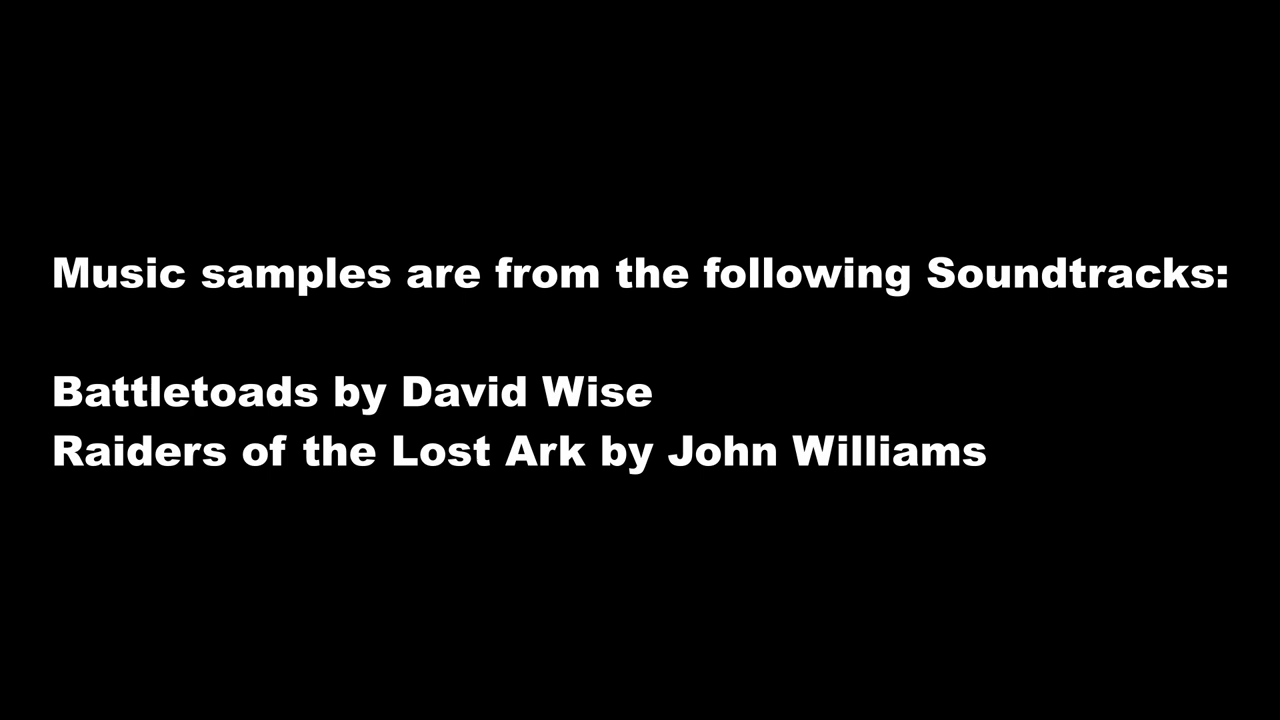 Music samples are from the following Soundtracks:
Battletoads by David Wise
Raiders of the Lost Ark by John Williams